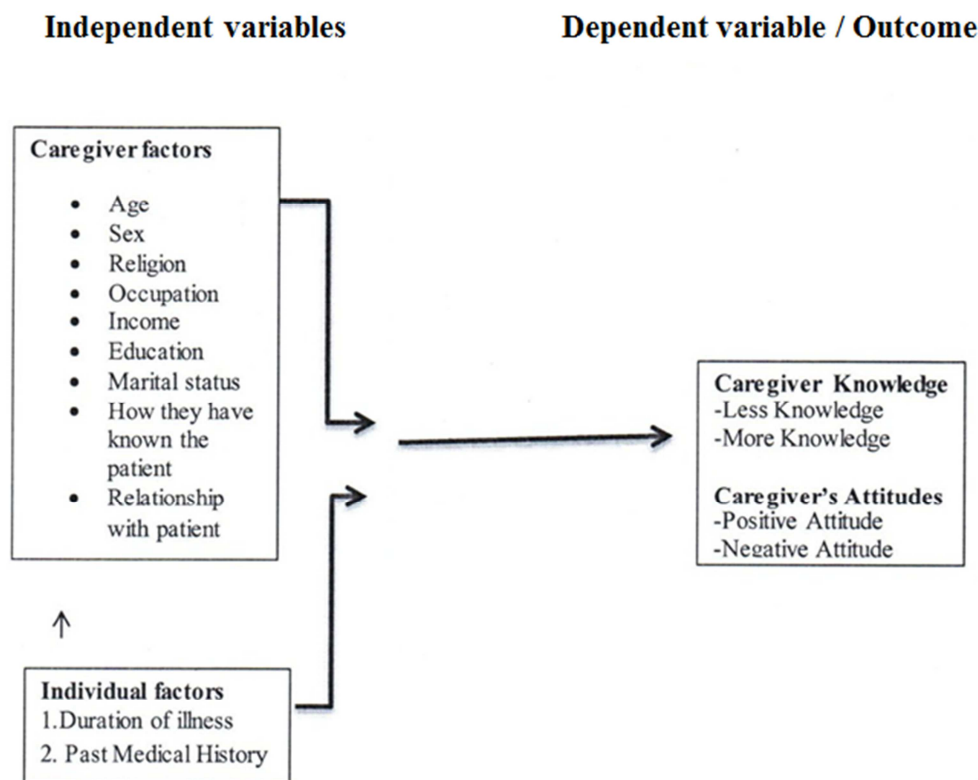 Independent variables
Dependent variable / Outcome
Caregiver factors
• Age
• Sex
• Religion
• Occupation
• Income
• Education
• Marital status
• How they have
known the
patient
• Relationship
with patient
Individual factors
1.Duration of illness
2. Past Medical History
Caregiver Knowledge
-Less Knowledge
-More Knowledge
Caregiver's Attitudes
-Positive Attitude
-Negative Attitude